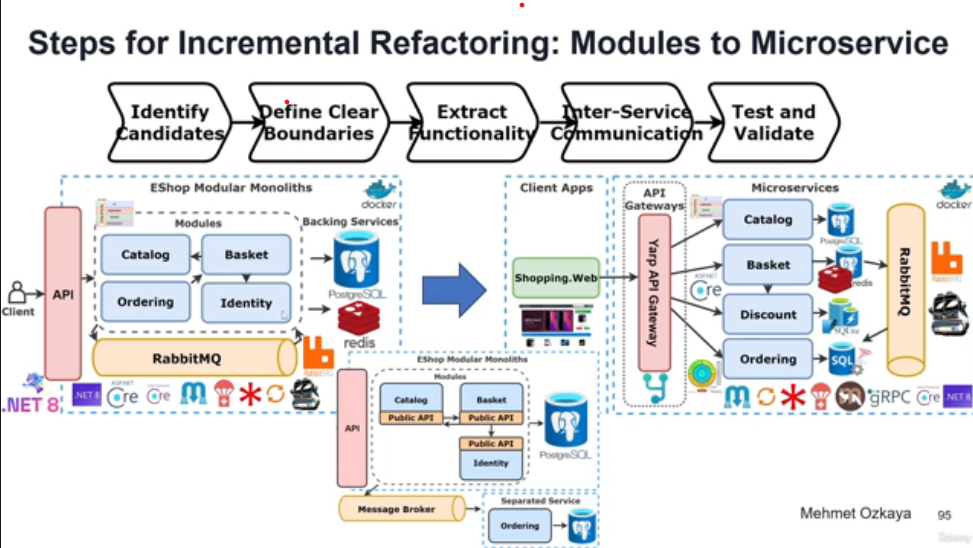 Steps for Incremental Refactoring: Modules to Microservice
Identify
Candidates
Define Clear
Boundaries
Extract
Functionality
Inter-Service
Communication
Test and
Validate
EShop Modular Monoliths
docker
Modules
Backing Services
Catalog
Basket
Ordering
Identity
API
Client
PostgreSQL
redis
RabbitMQ
RabbitMQ
.NET 8
.NET 8
ASP.NET
Core
Core
Client Apps
Shopping.Web
API
Gateways
Yarp API Gateway
Microservices
docker
Catalog
PostgreSQL
Basket
redis
ASP.NET
Core
Discount
SQLite
Ordering
SQL
RabbitMQ
gRPC
Core
.NET 8
EShop Modular Monoliths
Modules
API
Catalog
Public API
Basket
Public API
Public API
Identity
PostgreSQL
Message Broker
Separated Service
Ordering
Mehmet Ozkaya
95